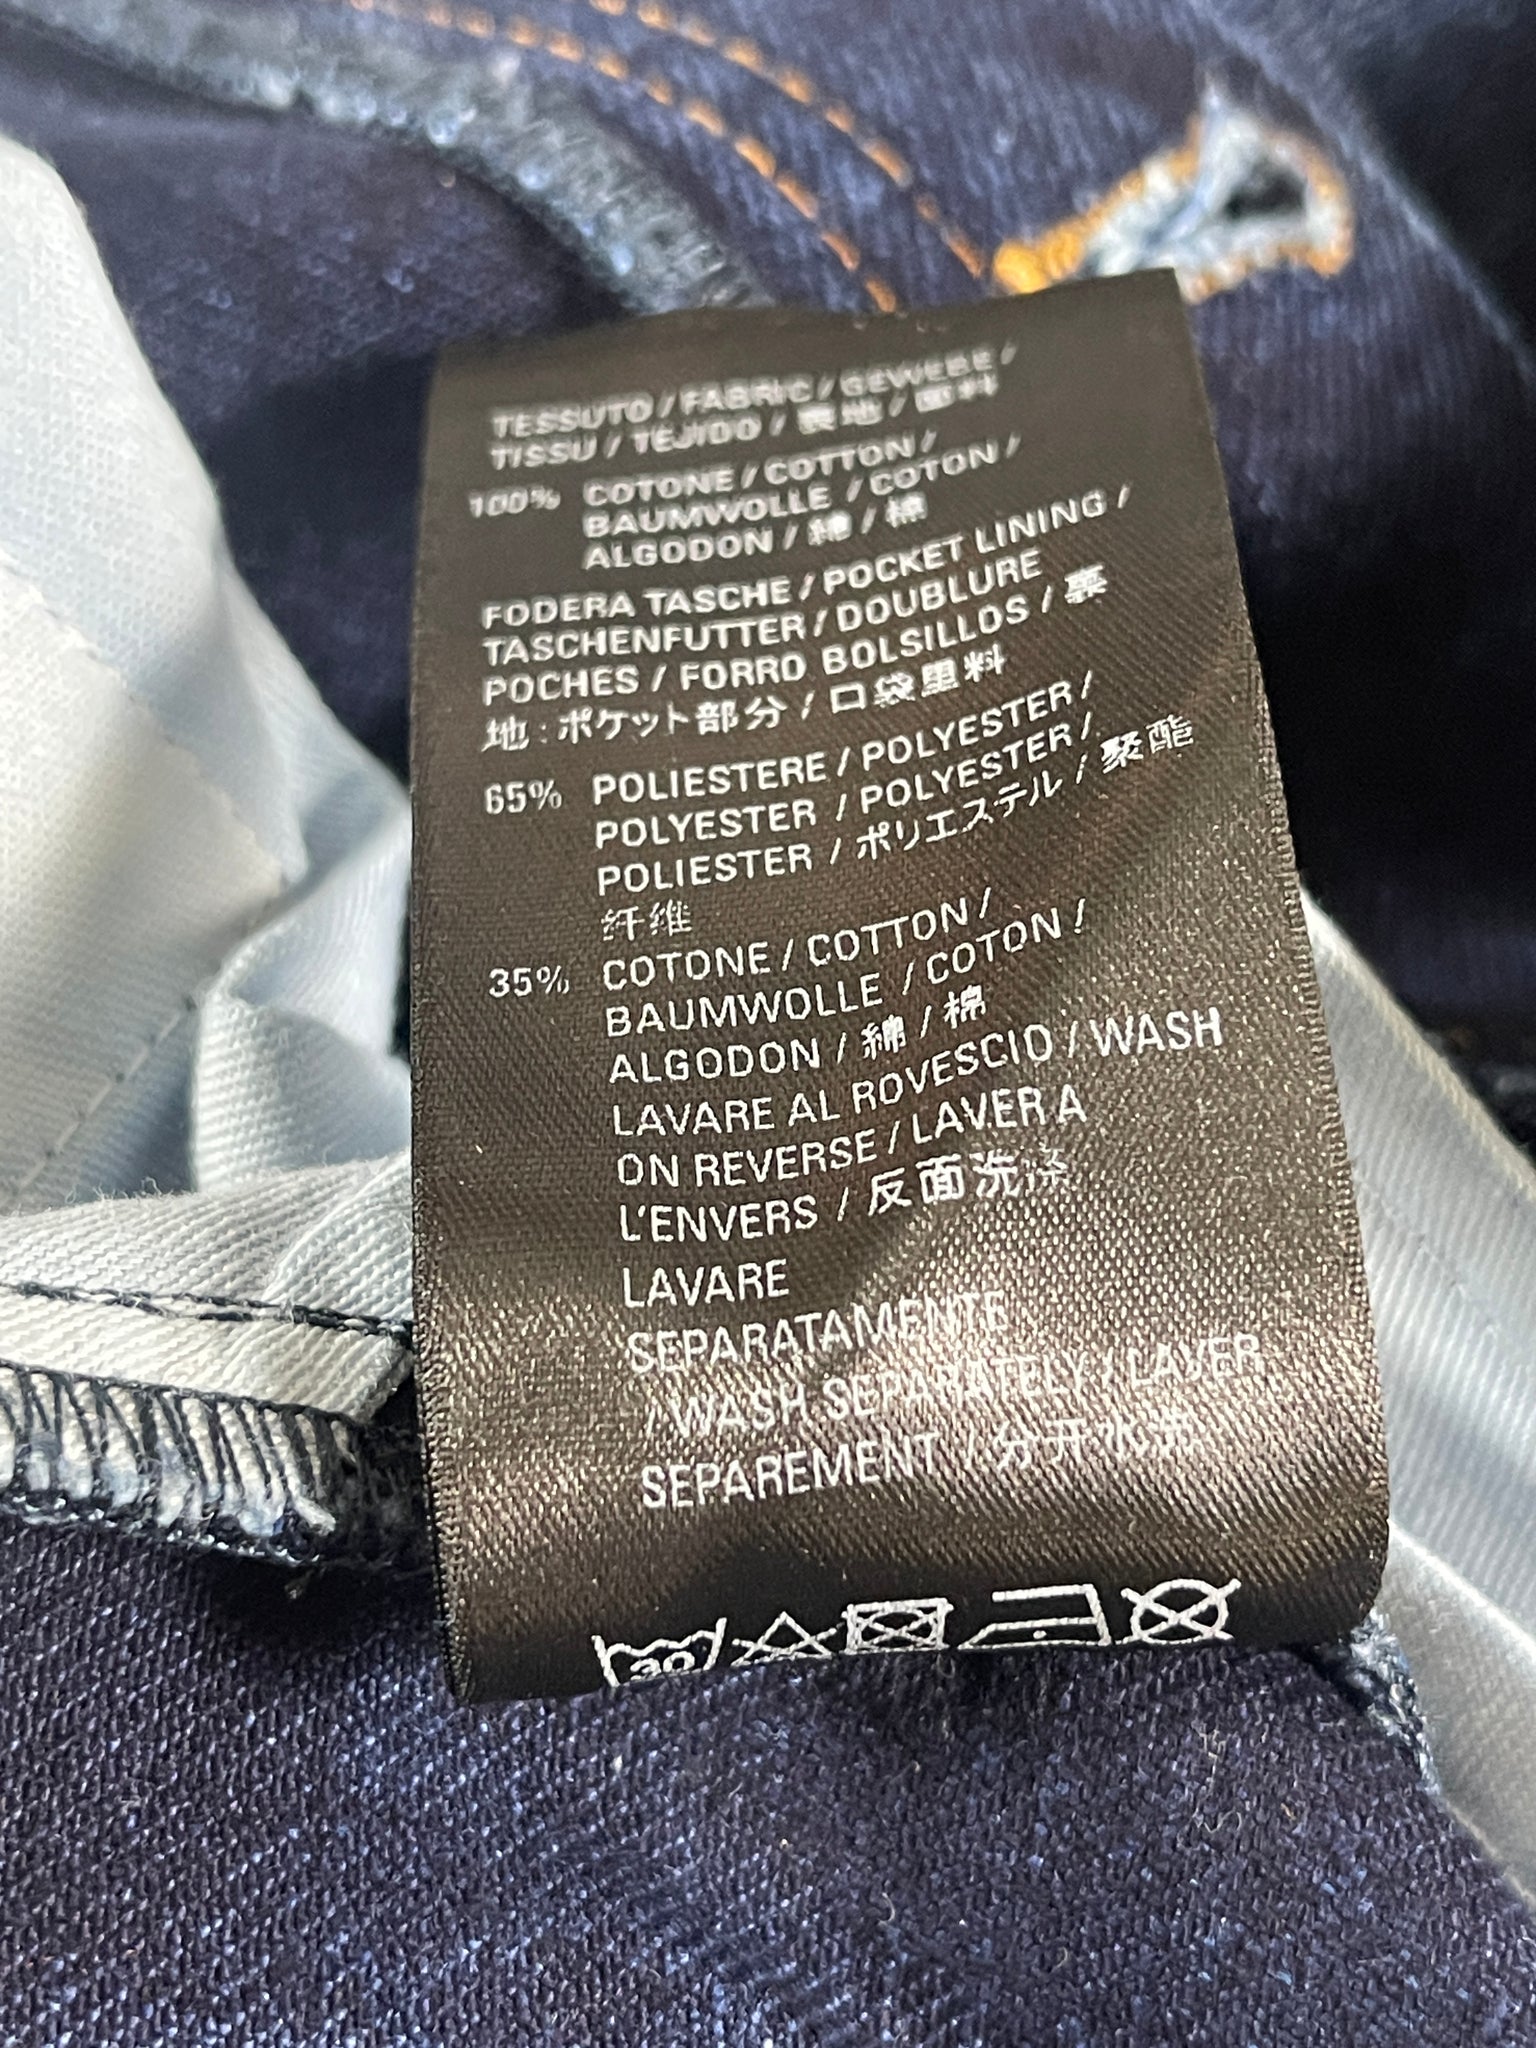 TESSUTO / FABRIC / GEWEBE /
TISSU / TEJIDO / 表地 / 面料
100% COTONE / COTTON /
BAUMWOLLE / COTON /
ALGODON / 綿 / 棉
FODERA TASCHE / POCKET LINING /
TASCHENFUTTER / DOUBLURE
POCHES / FORRO BOLSILLOS / 裏
地:ポケット部分 / 口袋里料
65% POLIESTERE / POLYESTER /
POLYESTER / POLYESTER /
POLIESTER / ポリエステル / 聚酯
纤维
35% COTONE / COTTON /
BAUMWOLLE / COTON /
ALGODON / 綿 / 棉
LAVARE AL ROVESCIO / WASH
ON REVERSE / LAVER A
L'ENVERS / 反面洗涤
LAVARE
SEPARATAMENTE
/ WASH SEPARATELY / LAVER
SEPAREMENT / 分开水洗
30